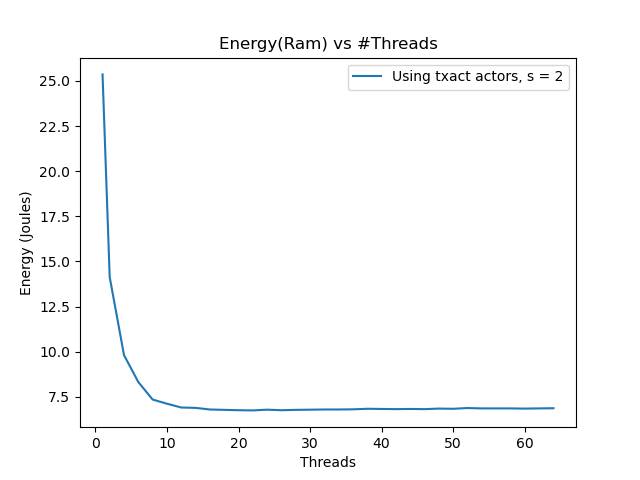 Energy(Ram) vs #Threads
Using txact actors, s = 2
25.0
22.5
20.0
17.5
15.0
12.5
10.0
7.5
Energy (Joules)
0 10 20 30 40 50 60
Threads